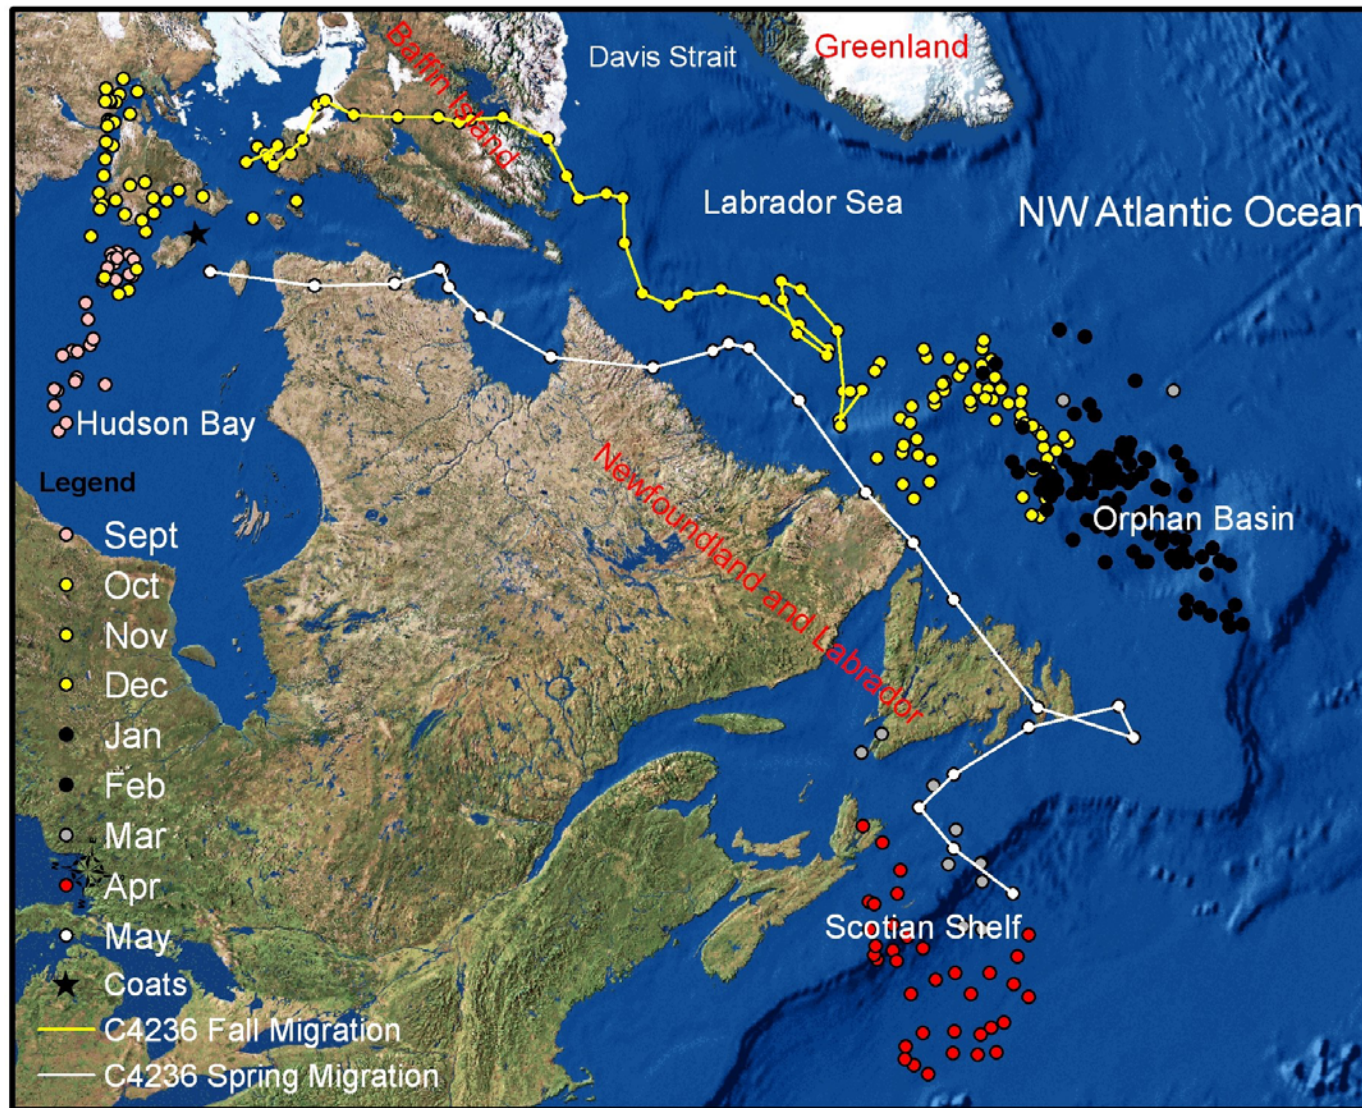 Baffin Island
Davis Strait
Greenland
Labrador Sea
NW Atlantic Ocean
Hudson Bay
Newfoundland and Labrador
Orphan Basin
Scotian Shelf
Legend
Sept
Oct
Nov
Dec
Jan
Feb
Mar
Apr
May
Coats
C4236 Fall Migration
C4236 Spring Migration